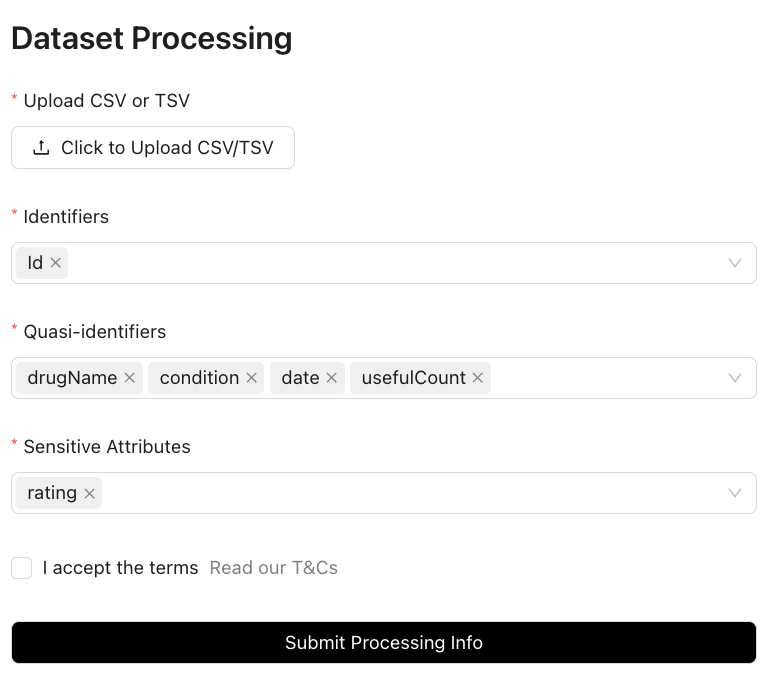 Dataset Processing
* Upload CSV or TSV
Click to Upload CSV/TSV
* Identifiers
Id
* Quasi-identifiers
drugName condition date usefulCount
* Sensitive Attributes
rating
I accept the terms Read our T&Cs
Submit Processing Info